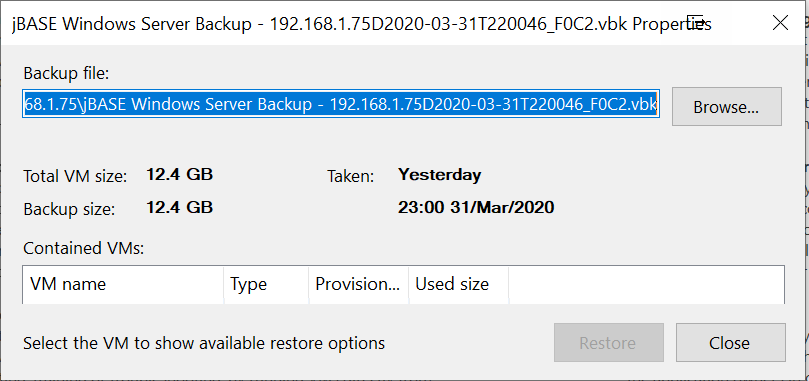 jBASE Windows Server Backup - 192.168.1.75D2020-03-31T220046_F0C2.vbk Properties
Backup file:
68.1.75\jBASE Windows Server Backup - 192.168.1.75D2020-03-31T220046_F0C2.vbk
Browse...
Total VM size: 12.4 GB Taken: Yesterday
Backup size: 12.4 GB 23:00 31/Mar/2020
Contained VMs:
VM name Type Provision... Used size
Select the VM to show available restore options
Restore Close